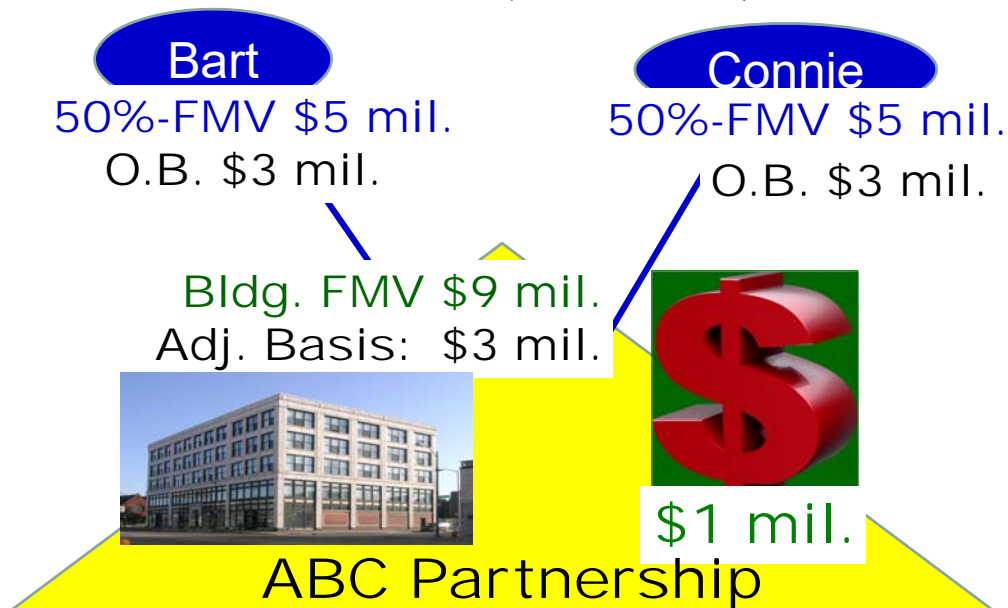 Bart
50%-FMV $5 mil.
O.B. $3 mil.
Connie
50%-FMV $5 mil.
O.B. $3 mil.
Bldg. FMV $9 mil.
Adj. Basis: $3 mil.
$
$1 mil.
ABC Partnership